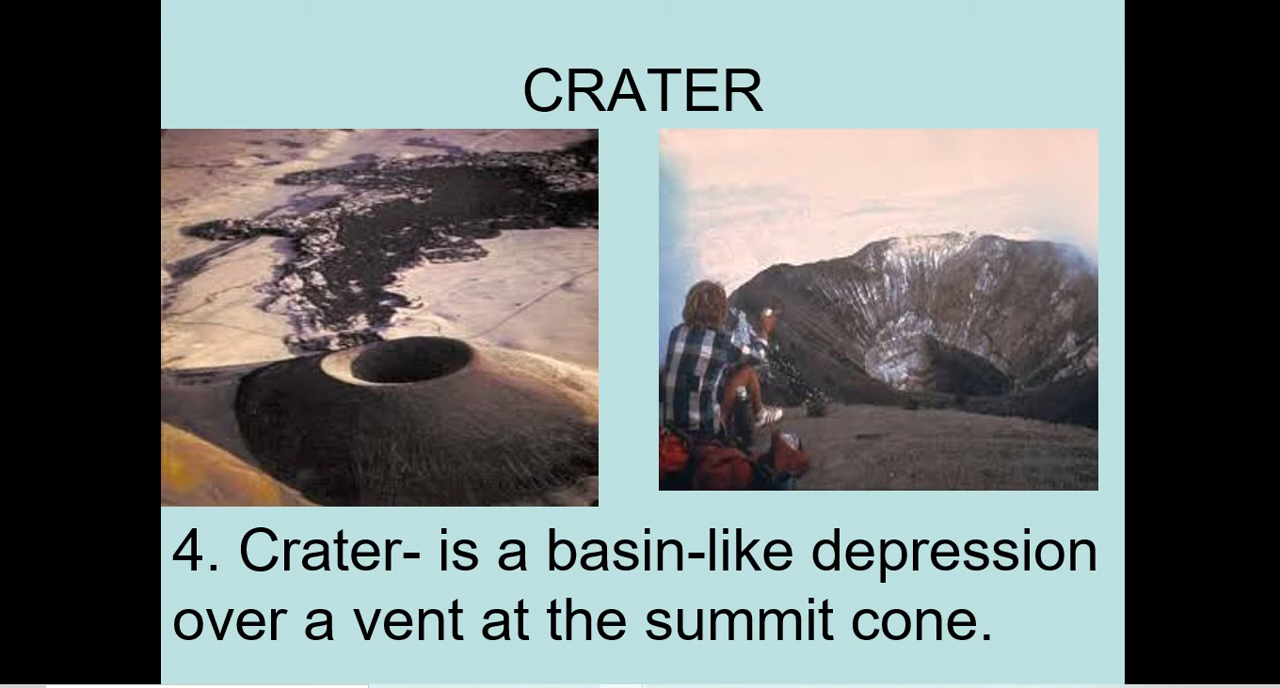 CRATER
4. Crater- is a basin-like depression
over a vent at the summit cone.